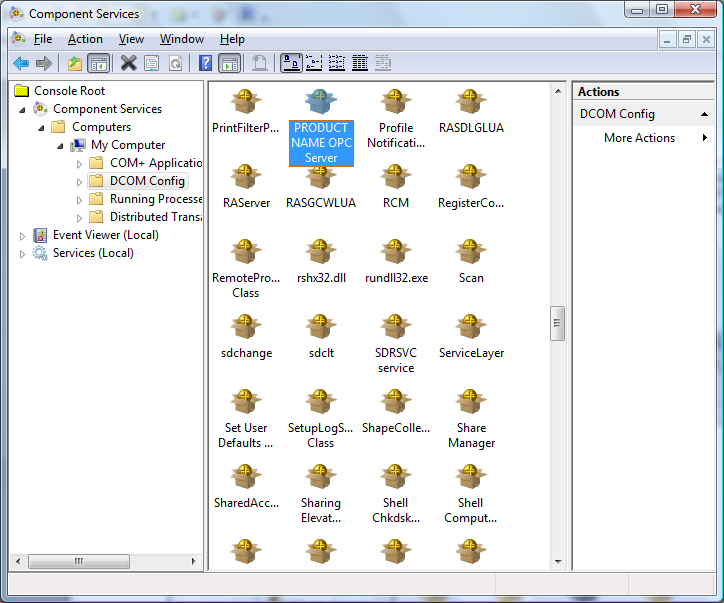 Component Services
File Action View Window Help
Console Root
Component Services
Computers
My Computer
COM+ Applicatio
DCOM Config
Running Processe
Distributed Transa
Event Viewer (Local)
Services (Local)
PrintFilterP...
PRODUCT
NAME OPC
Server
Profile
Notificati...
RASDLGLUA
RAServer
RASGCWLUA
RCM
RegisterCo...
RemotePro...
Class
rshx32.dll
rundll32.exe
Scan
sdchange
sdclt
SDRSVC
service
ServiceLayer
Set User
Defaults ...
SetupLogS...
Class
ShapeColle...
Share
Manager
SharedAcc...
Sharing
Elevat...
Shell
Chkdsk...
Shell
Comput...
Actions
DCOM Config
More Actions